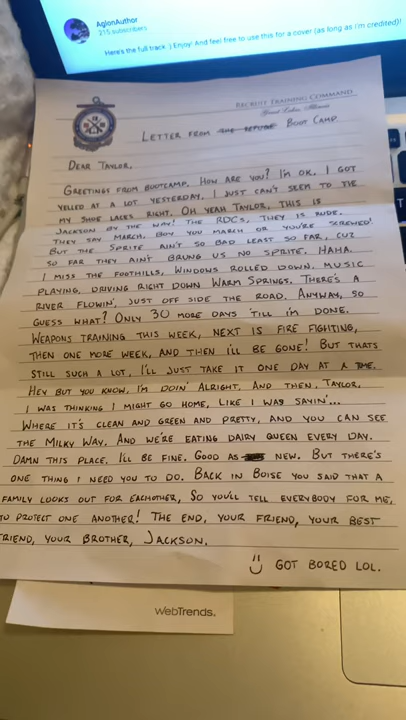 AglonAuthor
215 subscribers
Here's the full track :) Enjoy! And feel free to use this for a cover (as long as I'm credited)!
RECRUIT TRAINING COMMAND
Great Lakes, Illinois
LETTER FROM THE REFUGE BOOT CAMP
DEAR TAYLOR,
GREETINGS FROM BOOTCAMP. HOW ARE YOU? I'M OK. I GOT
YELLED AT A LOT YESTERDAY, I JUST CAN'T SEEM TO TIE
MY SHOE LACES RIGHT. OH YEAH TAYLOR, THIS IS
JACKSON BY THE WAY! THE RDCS, THEY IS RUDE.
THEY SAY MARCH, BOY YOU MARCH OR YOU'RE SCREWED!
BUT THE SPRITE AIN'T SO BAD LEAST SO FAR, CUZ
SO FAR THEY AIN'T BRUNG US NO SPRITE, HAHA.
I MISS THE FOOTHILLS, WINDOWS ROLLED DOWN, MUSIC
PLAYING, DRIVING RIGHT DOWN WARM SPRINGS. THERE'S A
RIVER FLOWIN', JUST OFF SIDE THE ROAD. ANYWAY, SO
GUESS WHAT? ONLY 30 MORE DAYS 'TILL I'M DONE.
WEAPONS TRAINING THIS WEEK, NEXT IS FIRE FIGHTING,
THEN ONE MORE WEEK, AND THEN I'LL BE GONE! BUT THATS
STILL SUCH A LOT, I'LL JUST TAKE IT ONE DAY AT A TIME.
HEY BUT YOU KNOW, I'M DOIN' ALRIGHT. AND THEN, TAYLOR,
I WAS THINKING I MIGHT GO HOME, LIKE I WAS SAYIN'...
WHERE IT'S CLEAN AND GREEN AND PRETTY, AND YOU CAN SEE
THE MILKY WAY, AND WE'RE EATING DAIRY QUEEN EVERY DAY.
DAMN THIS PLACE, I'LL BE FINE. GOOD AS NEW. BUT THERE'S
ONE THING I NEED YOU TO DO. BACK IN BOISE YOU SAID THAT A
FAMILY LOOKS OUT FOR EACHOTHER, SO YOU'LL TELL EVERYBODY FOR ME,
TO PROTECT ONE ANOTHER! THE END, YOUR FRIEND, YOUR BEST
FRIEND, YOUR BROTHER, JACKSON.
:) GOT BORED LOL.
WebTrends.
T